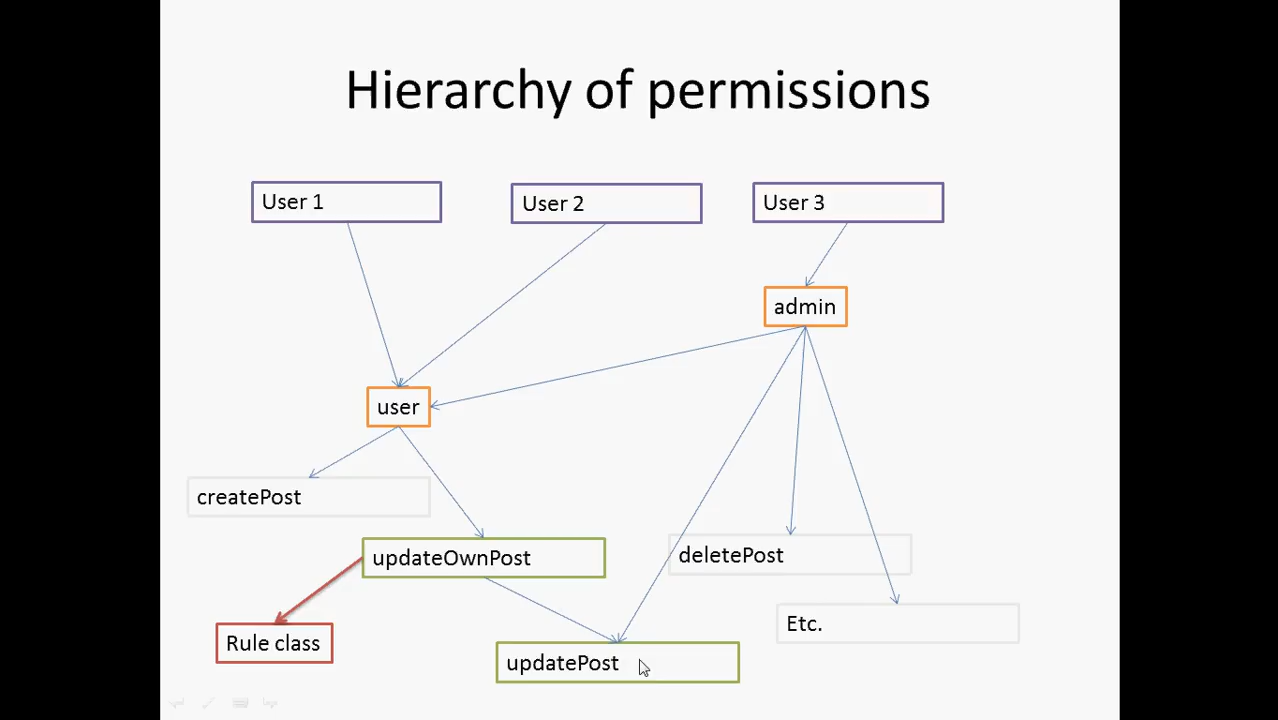 Hierarchy of permissions
User 1
User 2
User 3
admin
user
createPost
updateOwnPost
deletePost
Etc.
Rule class
updatePost